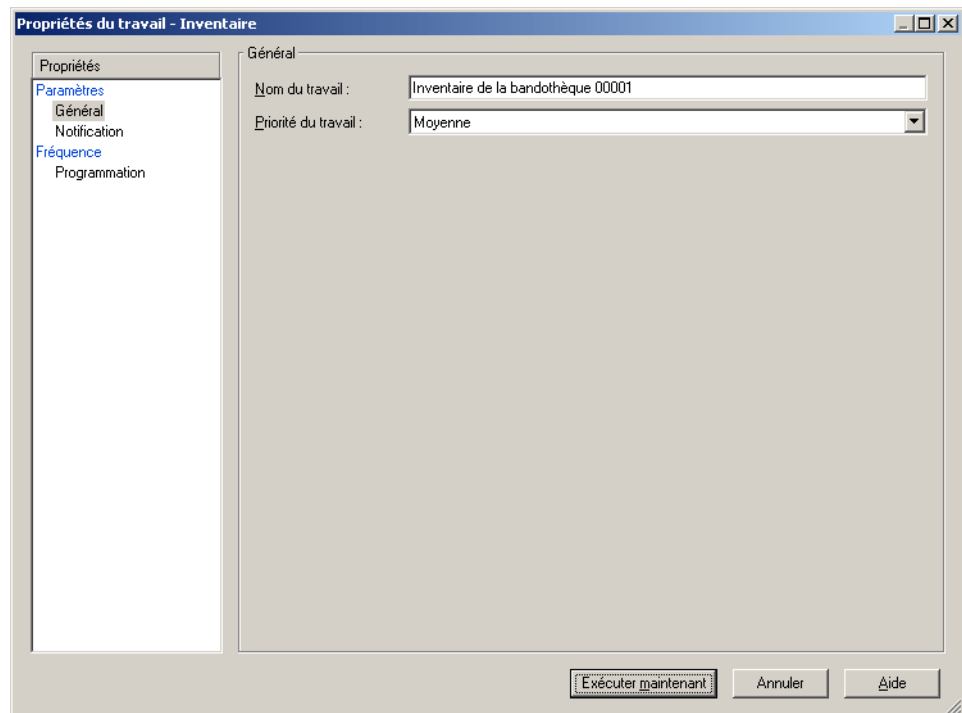 Propriétés du travail - Inventaire
Propriétés
Paramètres
Général
Notification
Fréquence
Programmation
Général
Nom du travail :
Inventaire de la bandothèque 00001
Priorité du travail :
Moyenne
Exécuter maintenant
Annuler
Aide